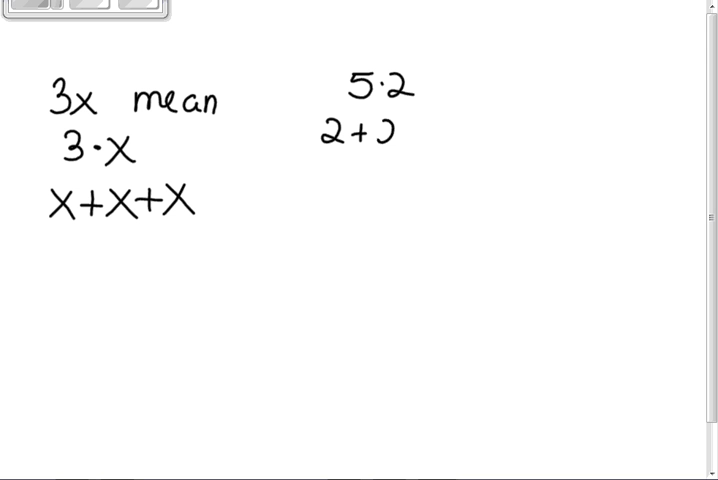 3x mean
3·x
x+x+x
5·2
2+